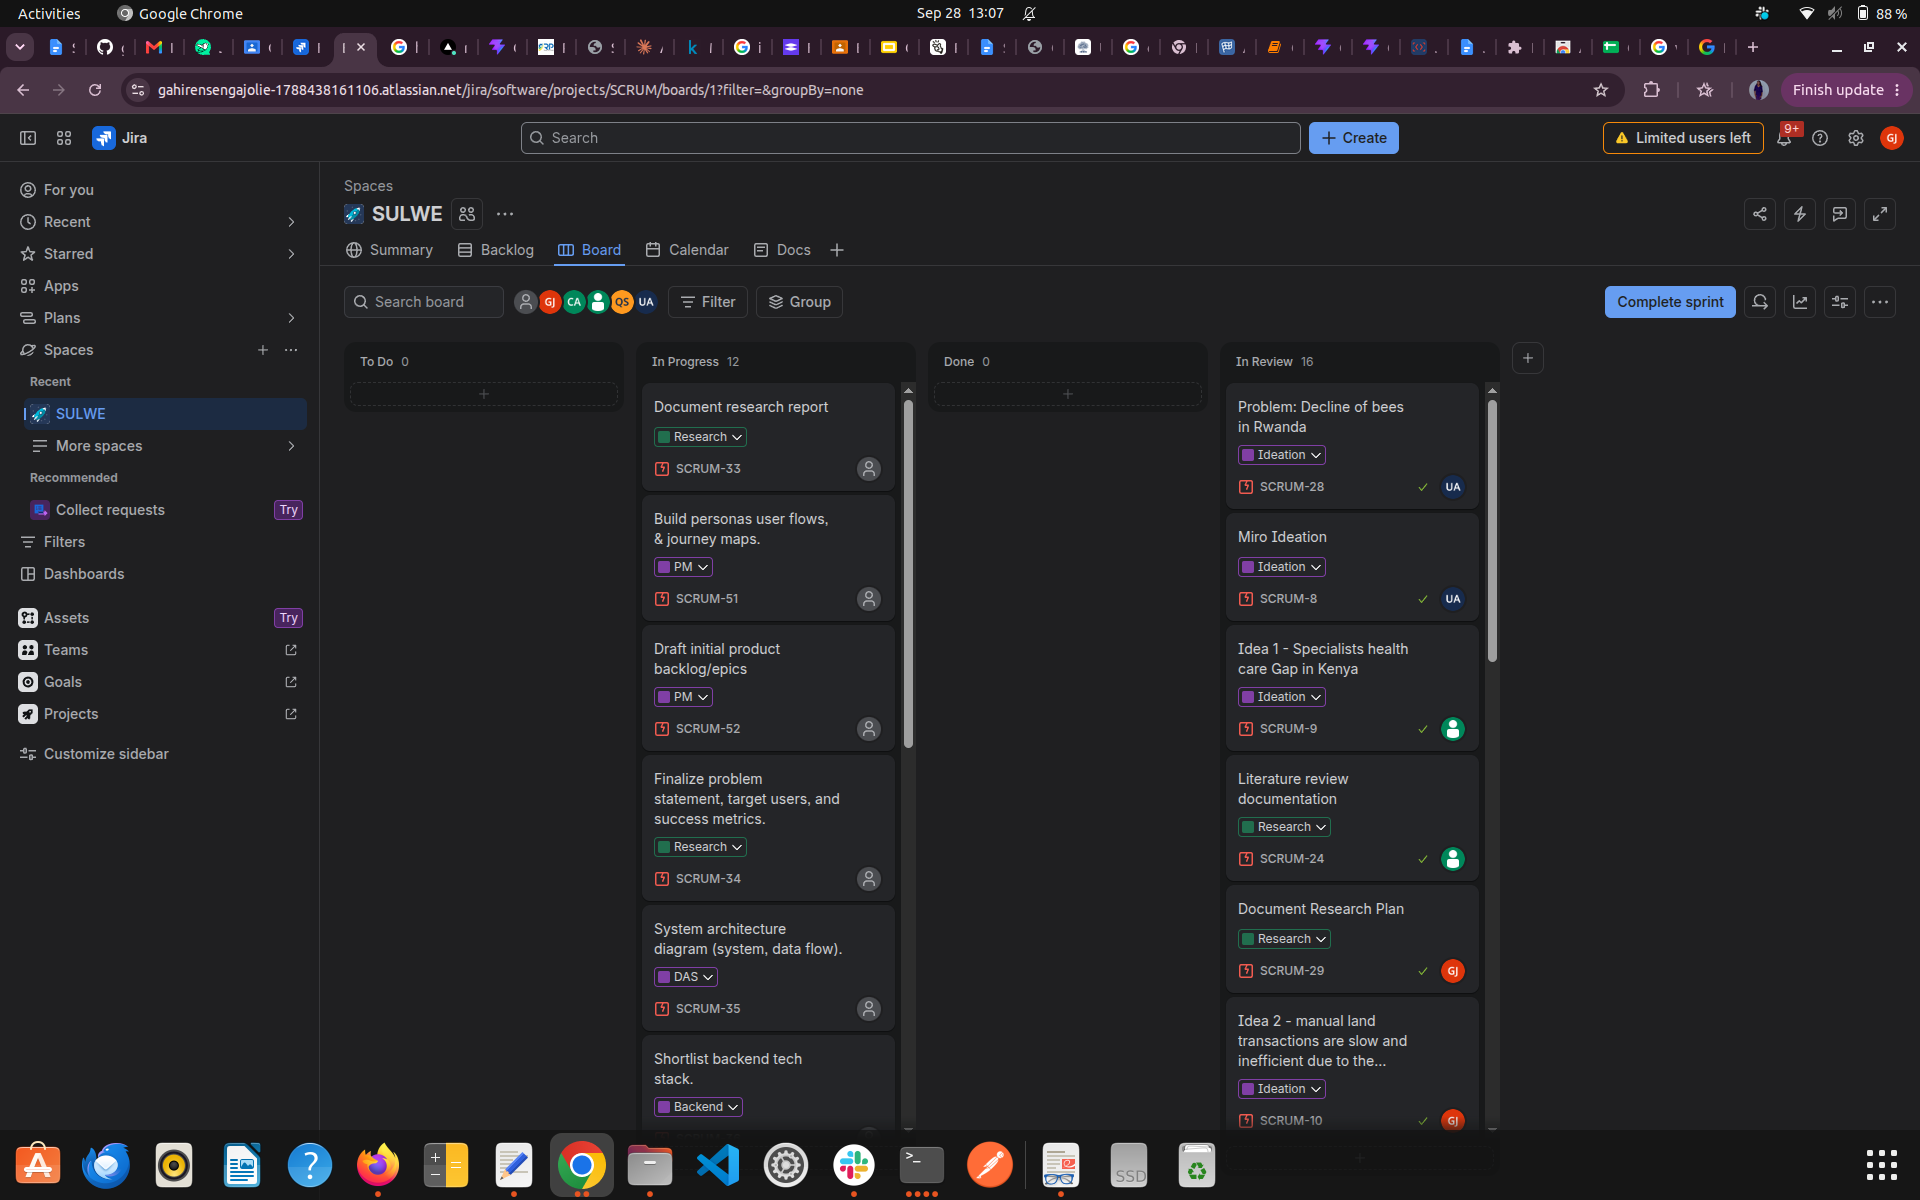 Activities
Google Chrome
Sep 28 13:07
88 %
gahirensengajolie-1788438161106.atlassian.net/jira/software/projects/SCRUM/boards/1?filter=&groupBy=none
Finish update
Jira
Search
Create
Limited users left
9+
GJ
For you
Recent
Starred
Apps
Plans
Spaces
Recent
SULWE
More spaces
Recommended
Collect requests
Try
Filters
Dashboards
Assets
Try
Teams
Goals
Projects
Customize sidebar
Spaces
SULWE
Summary
Backlog
Board
Calendar
Docs
Search board
GJ
CA
QS
UA
Filter
Group
Complete sprint
To Do 0
In Progress 12
Document research report
Research
SCRUM-33
Build personas user flows,
& journey maps.
PM
SCRUM-51
Draft initial product
backlog/epics
PM
SCRUM-52
Finalize problem
statement, target users, and
success metrics.
Research
SCRUM-34
System architecture
diagram (system, data flow).
DAS
SCRUM-35
Shortlist backend tech
stack.
Backend
Done 0
In Review 16
Problem: Decline of bees
in Rwanda
Ideation
SCRUM-28
UA
Miro Ideation
Ideation
SCRUM-8
UA
Idea 1 - Specialists health
care Gap in Kenya
Ideation
SCRUM-9
Literature review
documentation
Research
SCRUM-24
Document Research Plan
Research
SCRUM-29
GJ
Idea 2 - manual land
transactions are slow and
inefficient due to the...
Ideation
SCRUM-10
GJ
SSD